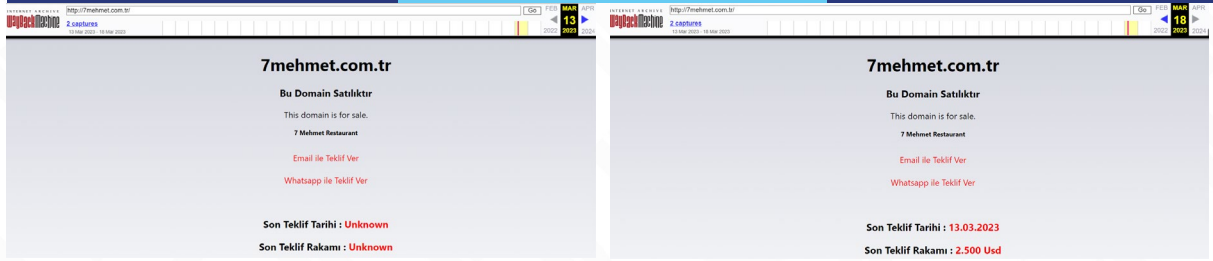 INTERNET ARCHIVE
WayBackMachine
http://7mehmet.com.tr/
Go
FEB MAR APR
2 captures
13
13 Mar 2023 - 18 Mar 2023
2022 2023 2024
7mehmet.com.tr
Bu Domain Satılıktır
This domain is for sale.
7 Mehmet Restaurant
Email ile Teklif Ver
Whatsapp ile Teklif Ver
Son Teklif Tarihi : Unknown
Son Teklif Rakamı : Unknown
INTERNET ARCHIVE
WayBackMachine
http://7mehmet.com.tr/
Go
FEB MAR APR
2 captures
18
13 Mar 2023 - 18 Mar 2023
2022 2023 2024
7mehmet.com.tr
Bu Domain Satılıktır
This domain is for sale.
7 Mehmet Restaurant
Email ile Teklif Ver
Whatsapp ile Teklif Ver
Son Teklif Tarihi : 13.03.2023
Son Teklif Rakamı : 2.500 Usd